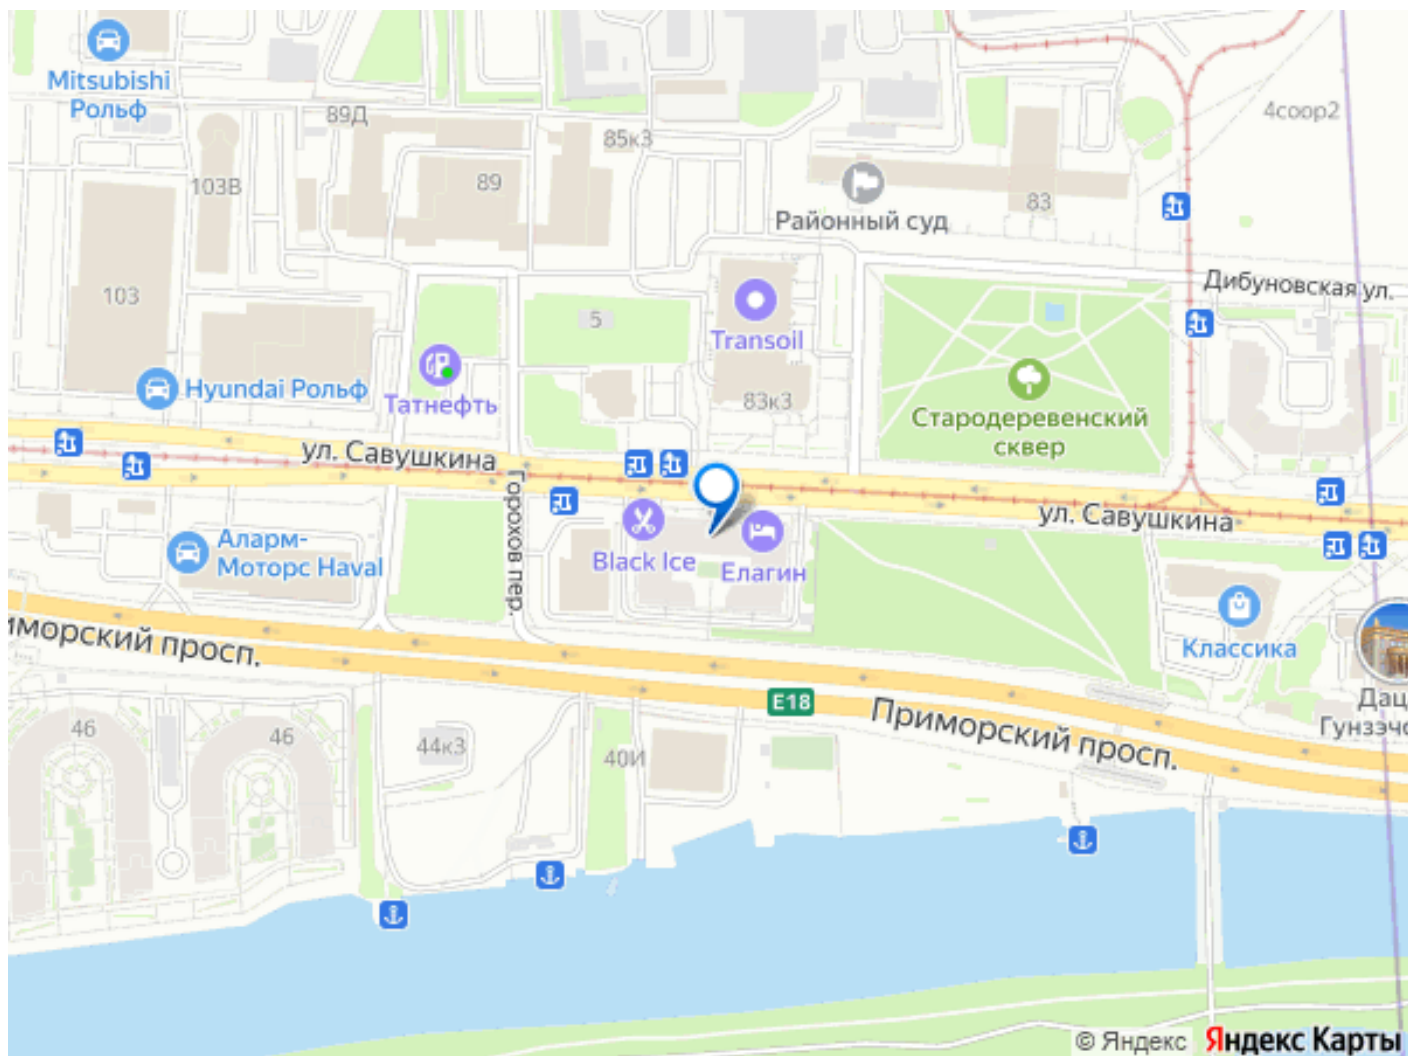 Mitsubishi
Рольф
89Д
85к3
4соор2
103В
89
83
Районный суд
103
5
Transoil
Дибуновская ул.
Hyundai Рольф
Татнефть
83к3
Стародеревенский
сквер
ул. Савушкина
Горохов пер.
ул. Савушкина
Аларм-
Моторс Haval
Black Ice
Елагин
Классика
иморский просп.
E18
Приморский просп.
Дац
Гунзэчо
46
46
44к3
40И
© Яндекс
Яндекс Карты